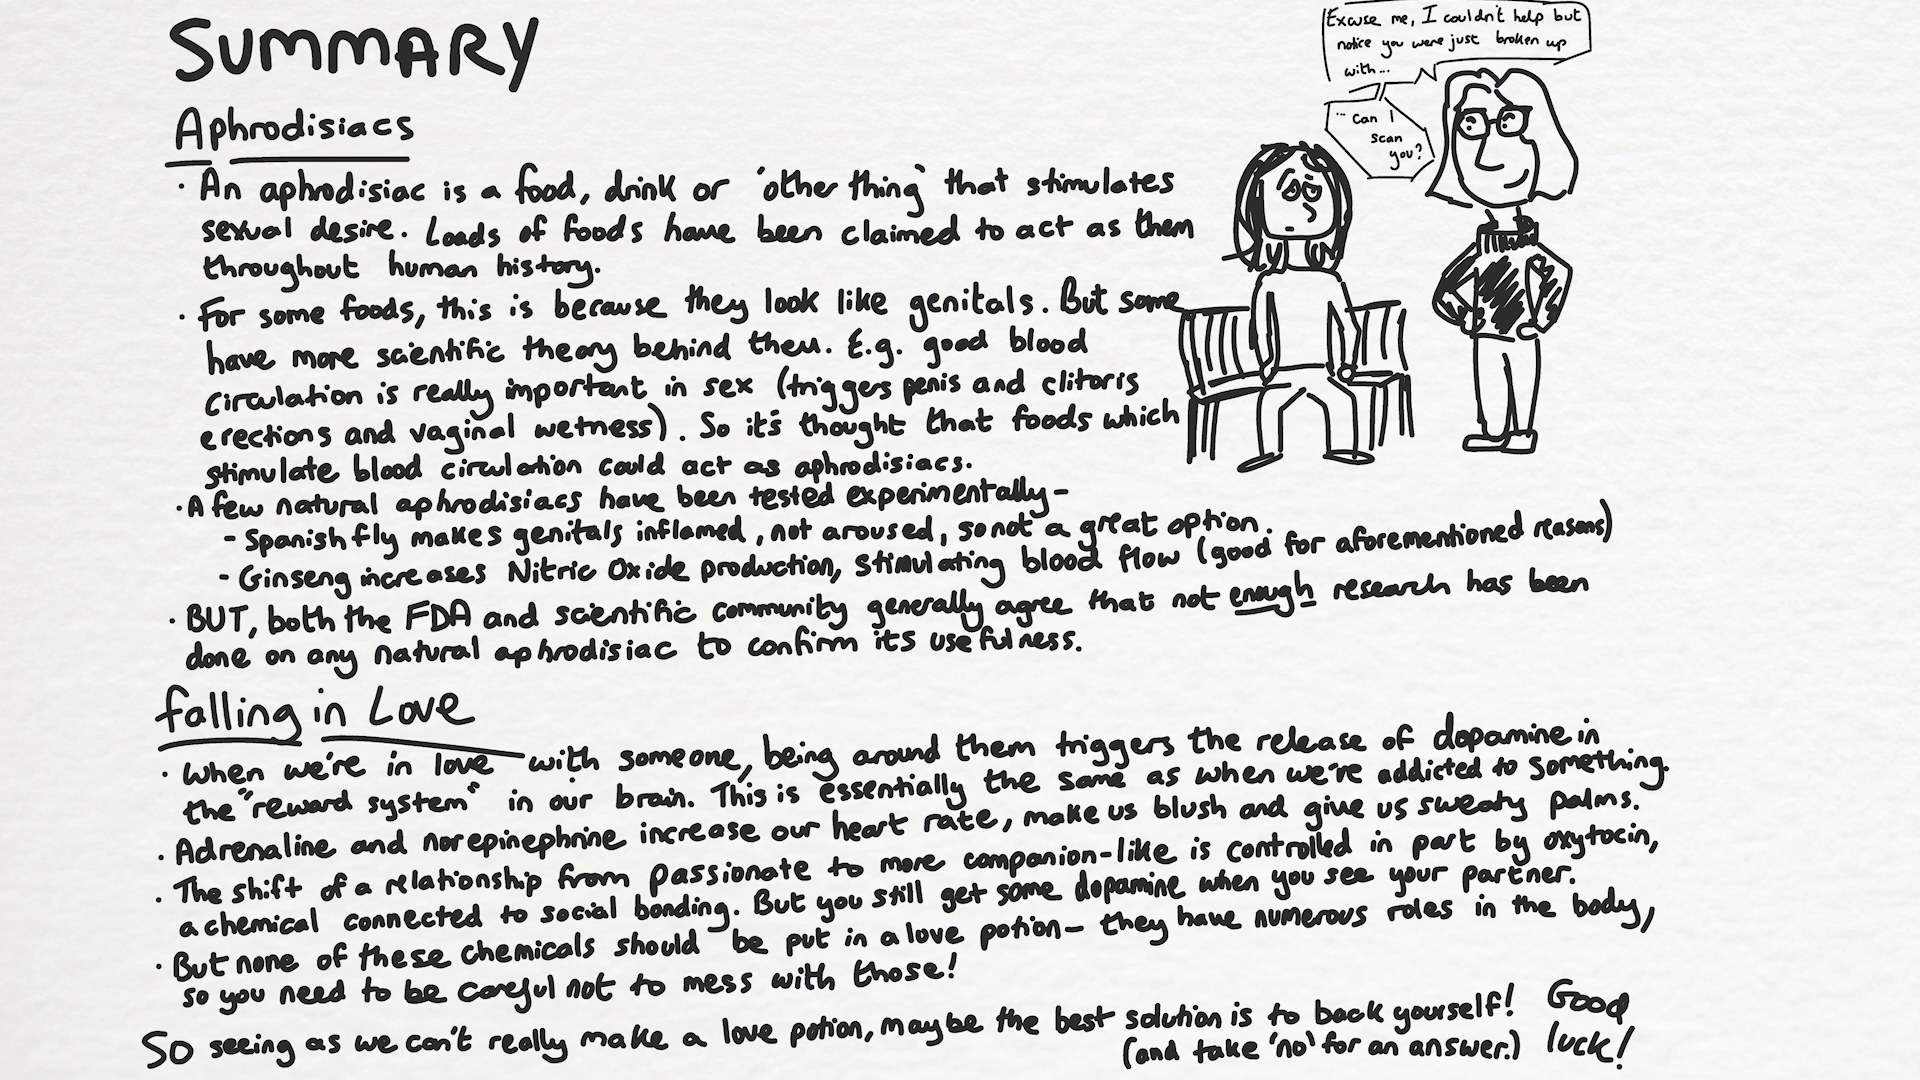 SUMMARY
Excuse me, I couldn't help but
notice you were just broken up
with...
... Can I
scan
you?
Aphrodisiacs
· An aphrodisiac is a food, drink or 'other thing' that stimulates
sexual desire. Loads of foods have been claimed to act as them
throughout human history.
· For some foods, this is because they look like genitals. But some
have more scientific theory behind them. E.g. good blood
circulation is really important in sex (triggers penis and clitoris
erections and vaginal wetness). So it's thought that foods which
stimulate blood circulation could act as aphrodisiacs.
· A few natural aphrodisiacs have been tested experimentally -
- Spanish fly makes genitals inflamed, not aroused, so not a great option.
- Ginseng increases Nitric Oxide production, stimulating blood flow (good for aforementioned reasons)
· BUT, both the FDA and scientific community generally agree that not enough research has been
done on any natural aphrodisiac to confirm its usefulness.
Falling in Love
· When we're in love with someone, being around them triggers the release of dopamine in
the "reward system" in our brain. This is essentially the same as when we're addicted to something.
· Adrenaline and norepinephrine increase our heart rate, make us blush and give us sweaty palms.
· The shift of a relationship from passionate to more companion-like is controlled in part by oxytocin,
a chemical connected to social bonding. But you still get some dopamine when you see your partner.
· But none of these chemicals should be put in a love potion - they have numerous roles in the body,
so you need to be careful not to mess with those!
So seeing as we can't really make a love potion, maybe the best solution is to back yourself! Good
(and take 'no' for an answer.) luck!